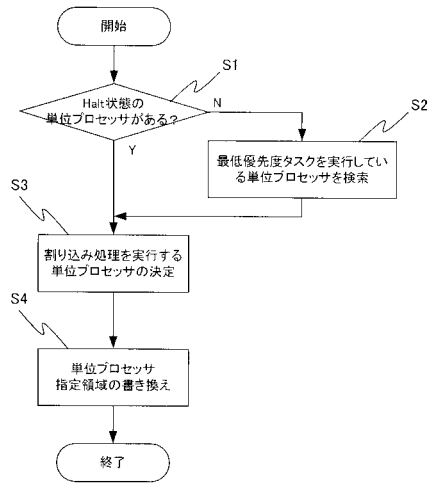 開始
S1
Halt状態の
単位プロセッサがある?
N
Y
S2
最低優先度タスクを実行してい
る単位プロセッサを検索
S3
割り込み処理を実行する
単位プロセッサの決定
S4
単位プロセッサ
指定領域の書き換え
終了